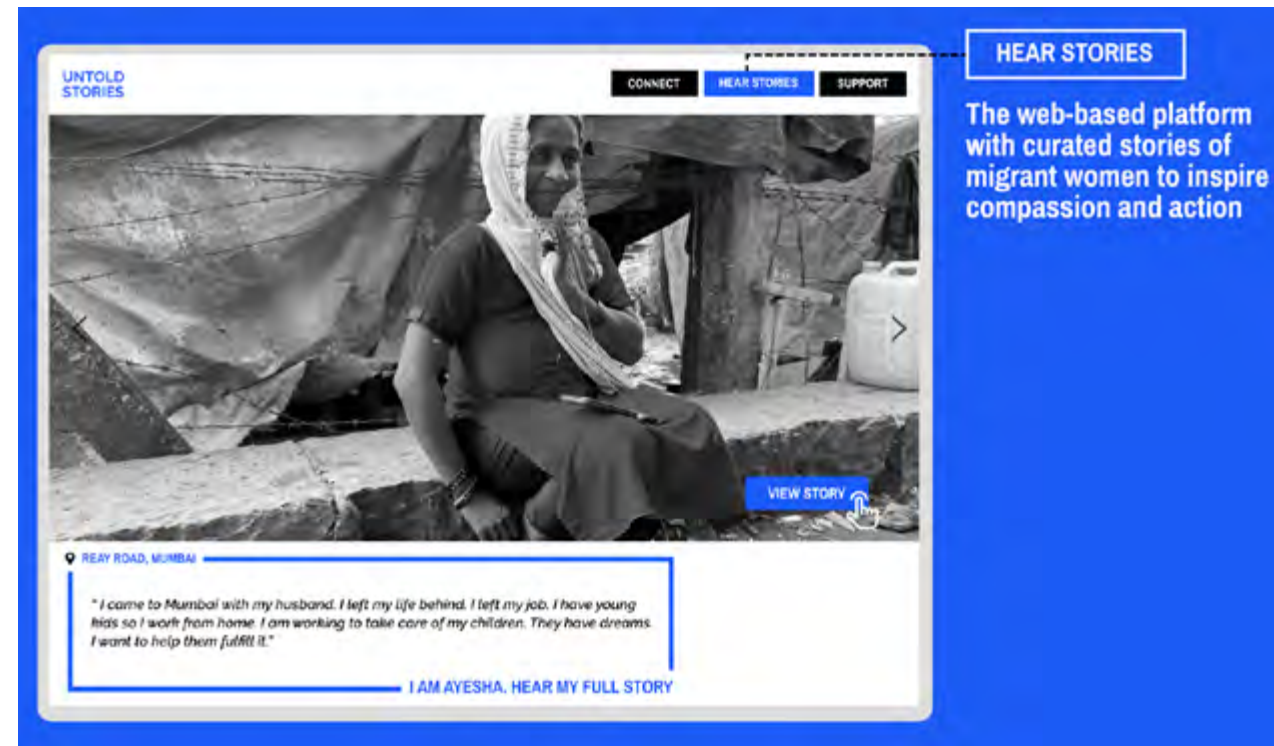 UNTOLD
STORIES
CONNECT
HEAR STORIES
SUPPORT
HEAR STORIES
The web-based platform
with curated stories of
migrant women to inspire
compassion and action
VIEW STORY
REAY ROAD, MUMBAI
" I came to Mumbai with my husband. I left my life behind. I left my job. I have young
kids so I work from home. I am working to take care of my children. They have dreams.
I want to help them fulfill it."
I AM AYESHA. HEAR MY FULL STORY